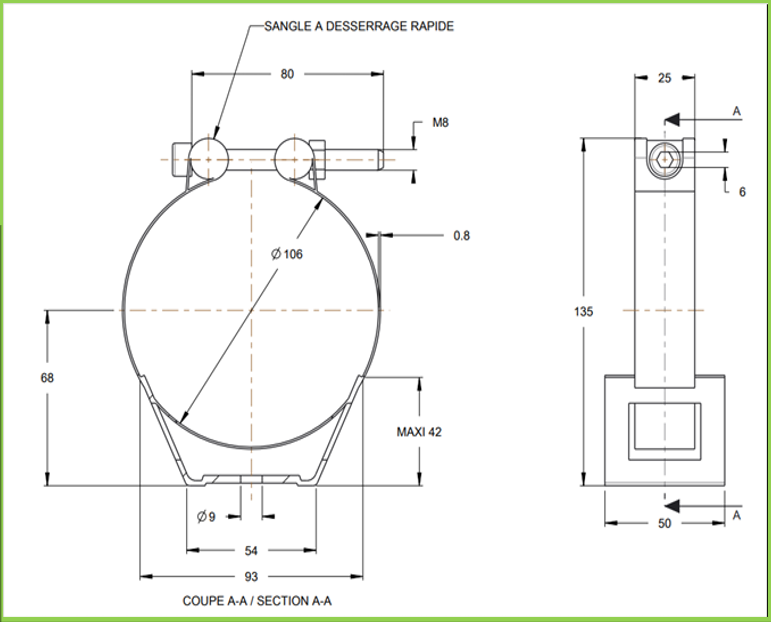 SANGLE A DESSERRAGE RAPIDE
80
25
A
M8
6
0.8
Ø 106
135
68
MAXI 42
Ø 9
A
50
54
93
COUPE A-A / SECTION A-A